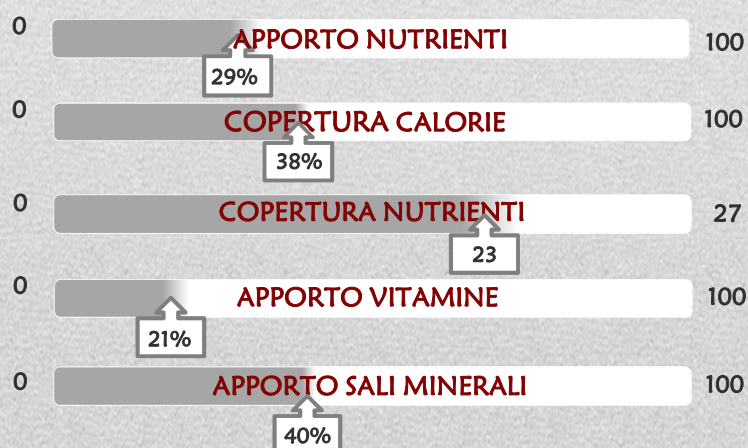 0 APPORTO NUTRIENTI 100
29%
0 COPERTURA CALORIE 100
38%
0 COPERTURA NUTRIENTI 27
23
0 APPORTO VITAMINE 100
21%
0 APPORTO SALI MINERALI 100
40%